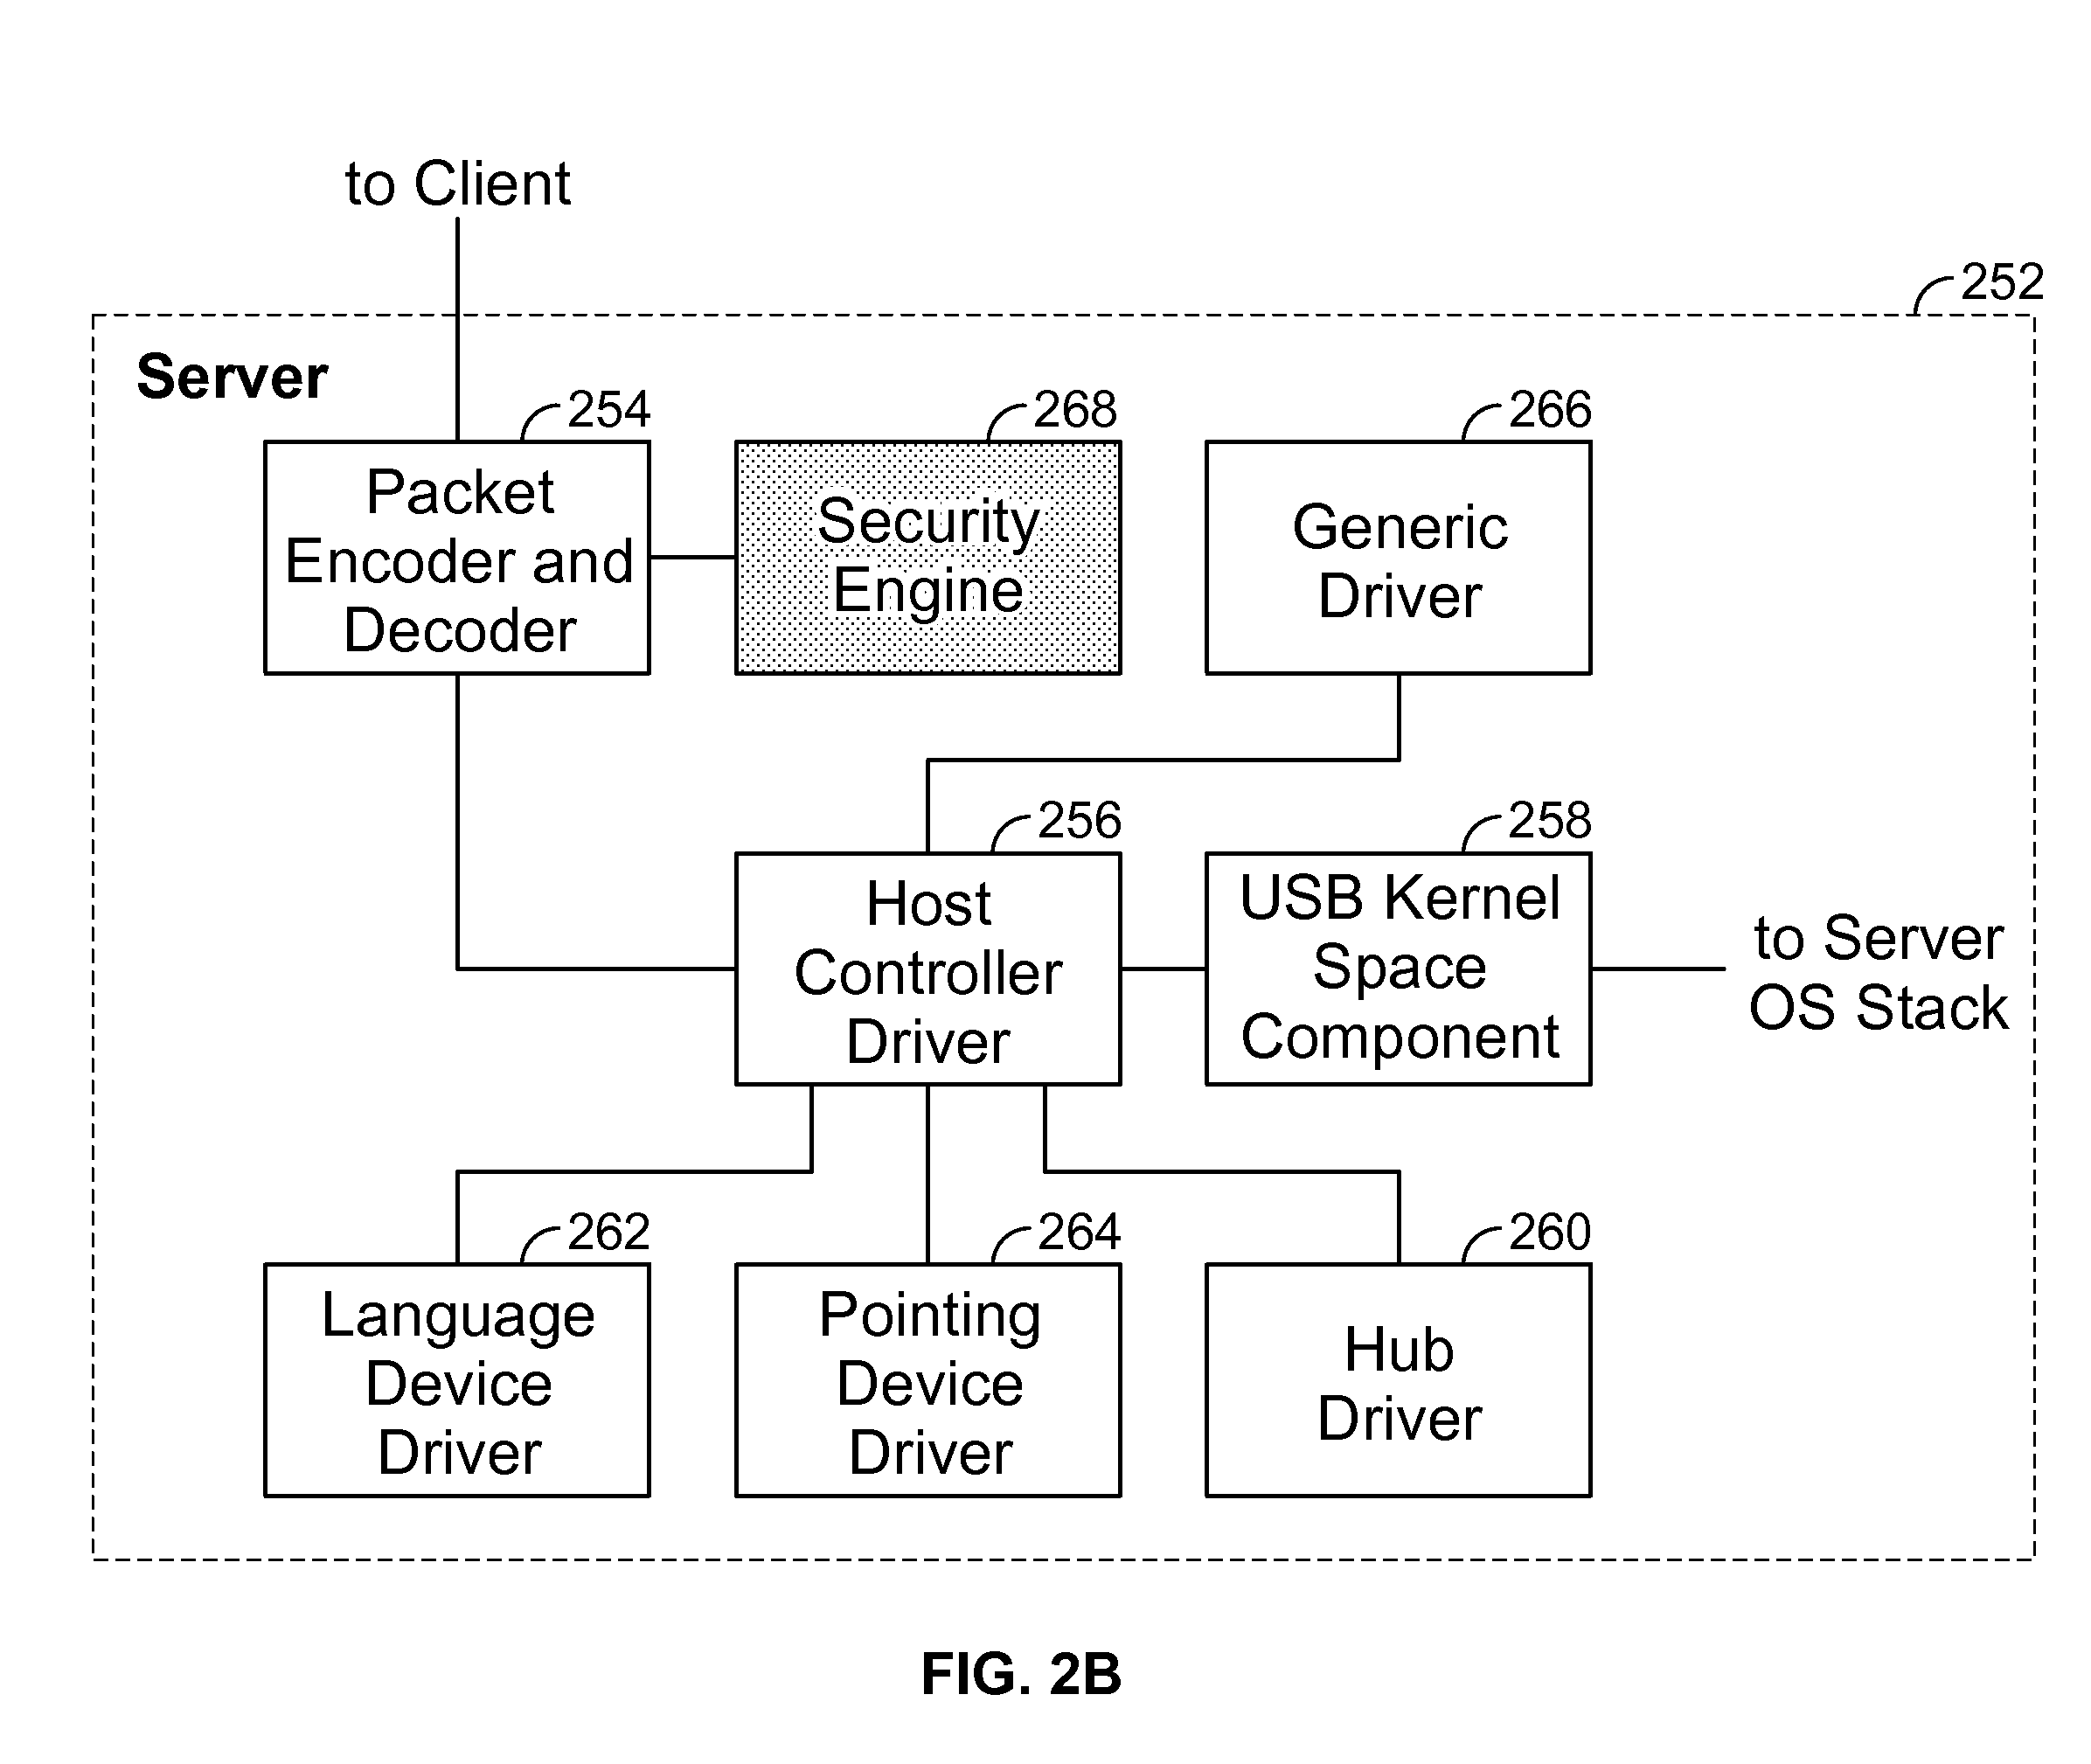 to Client
252
Server
254
268
266
Packet
Encoder and
Decoder
Security
Engine
Generic
Driver
256
258
Host
Controller
Driver
USB Kernel
Space
Component
to Server
OS Stack
262
264
260
Language
Device
Driver
Pointing
Device
Driver
Hub
Driver
FIG. 2B